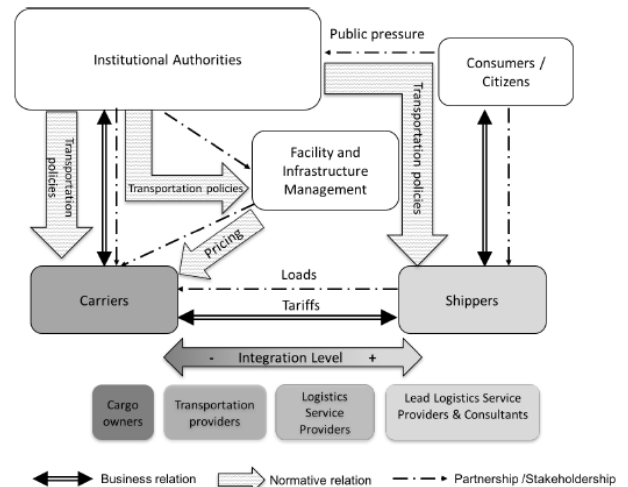 Public pressure
Institutional Authorities
Consumers /
Citizens
Transportation
policies
Transportation policies
Facility and
Infrastructure
Management
Transportation
policies
Pricing
Carriers
Loads
Tariffs
Shippers
- Integration Level +
Cargo
owners
Transportation
providers
Logistics
Service
Providers
Lead Logistics Service
Providers & Consultants
Business relation
Normative relation
Partnership /Stakeholdership